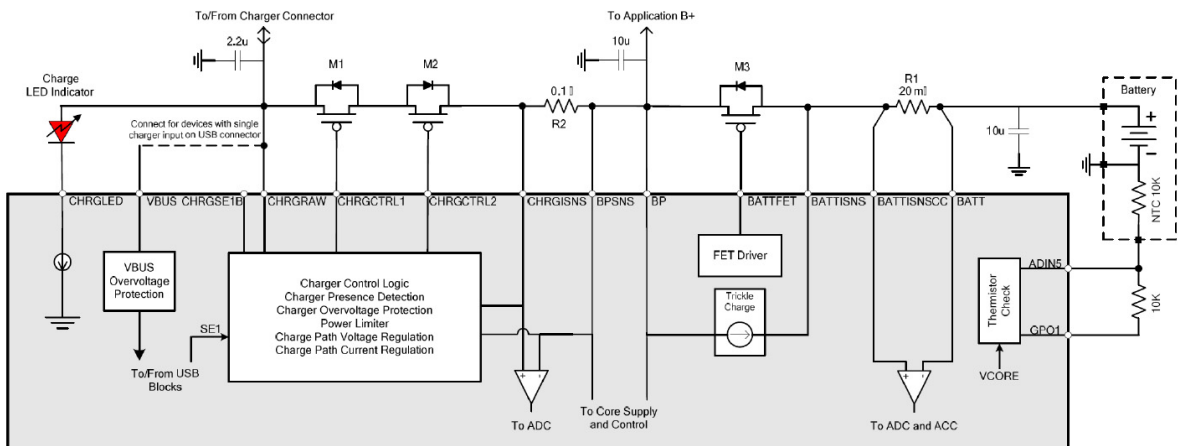 To/From Charger Connector
To Application B+
2.2u
10u
M1
M2
M3
R1
20 m▯
0.1▯
R2
Charge
LED Indicator
Connect for devices with single
charger input on USB connector
Battery
+
-
10u
NTC 10K
CHRGLED
VBUS
CHRGSE1B
CHRGRAW
CHRGCTRL1
CHRGCTRL2
CHRGISNS
BPSNS
BP
BATTFET
BATTISNS
BATTISNSCC
BATT
VBUS
Overvoltage
Protection
Charger Control Logic
Charger Presence Detection
Charger Overvoltage Protection
Power Limiter
Charge Path Voltage Regulation
Charge Path Current Regulation
FET Driver
Trickle
Charge
Thermistor
Check
ADIN5
GPO1
10K
SE1
VCORE
+ -
+ -
To/From USB
Blocks
To ADC
To Core Supply
and Control
To ADC and ACC